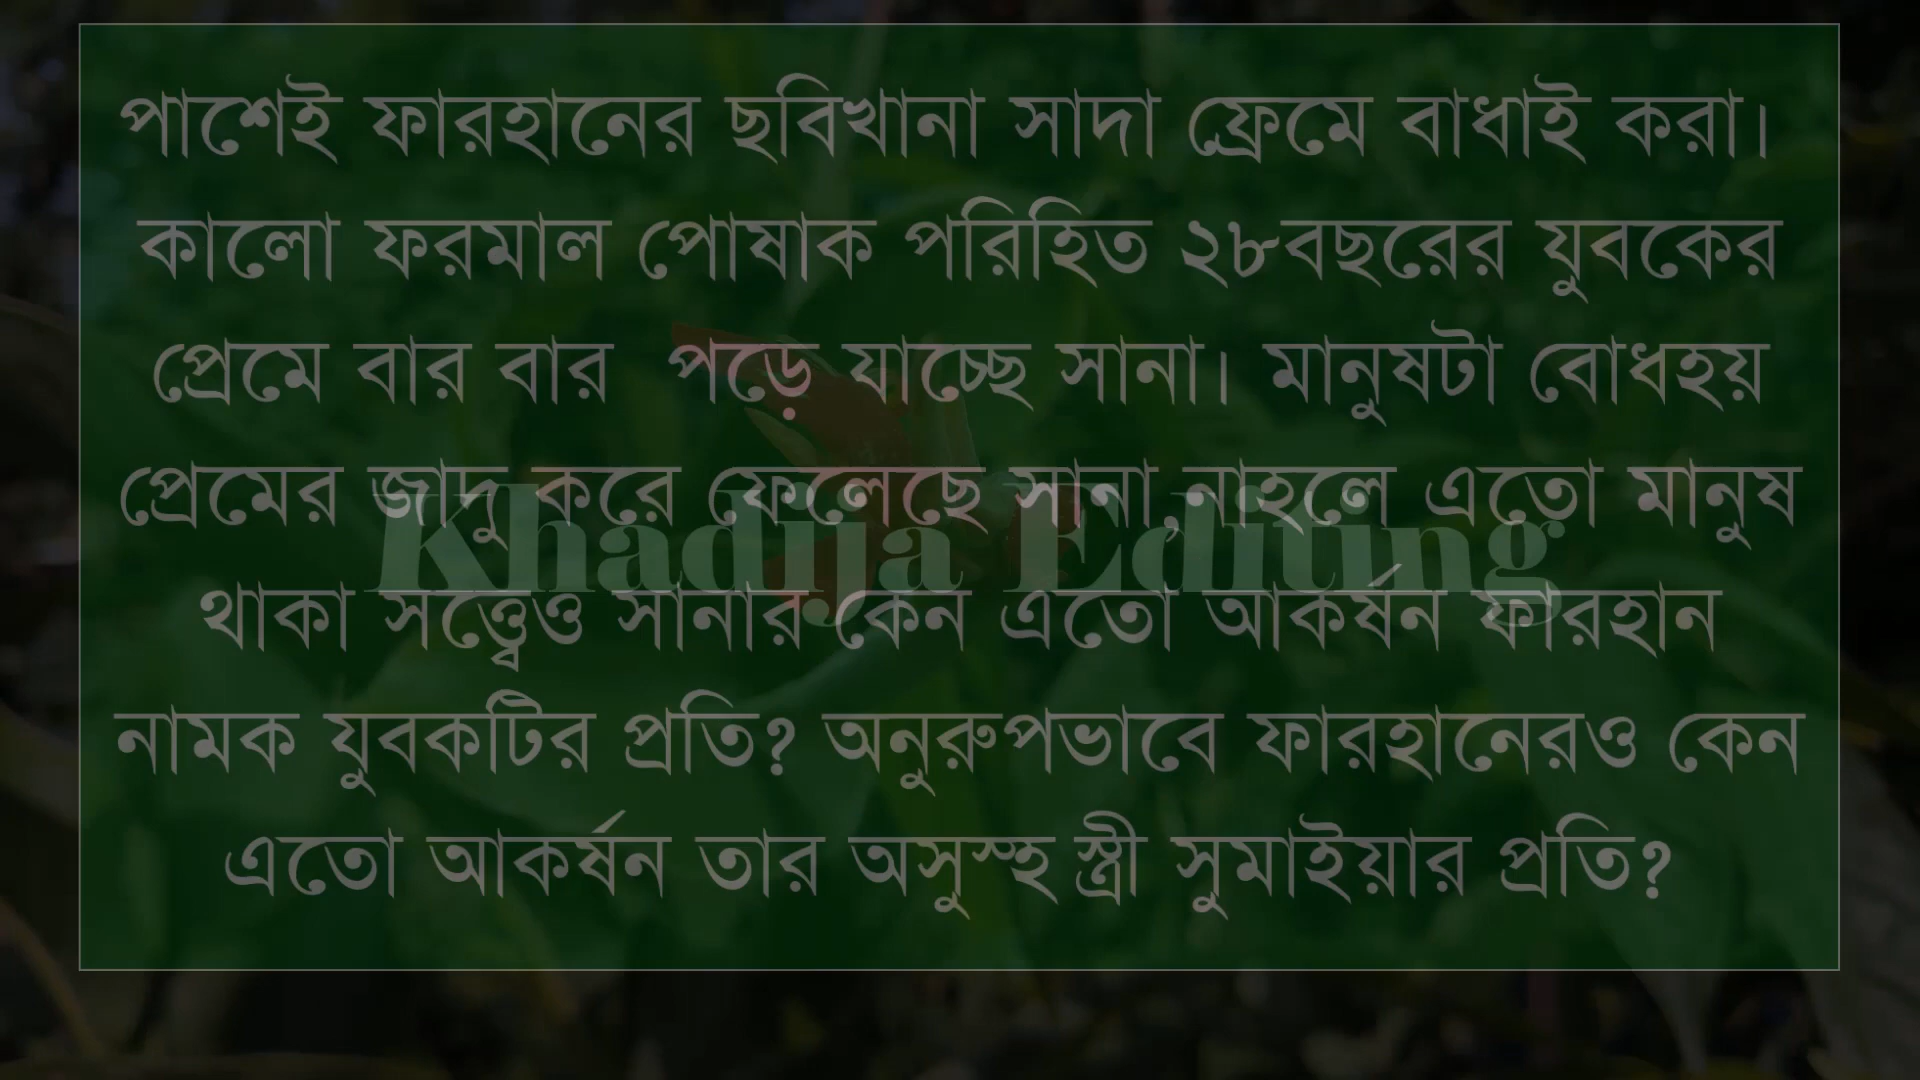 পাশেই ফারহানের ছবিখানা সাদা ফ্রেমে বাধাই করা।
কালো ফরমাল পোষাক পরিহিত ২৮বছরের যুবকের
প্রেমে বার বার পড়ে যাচ্ছে সানা। মানুষটা বোধহয়
প্রেমের জাদু করে ফেলেছে সানা,নাহলে এতো মানুষ
Khadija Editing
থাকা সত্ত্বেও সানার কেন এতো আকর্ষন ফারহান
নামক যুবকটির প্রতি? অনুরুপভাবে ফারহানেরও কেন
এতো আকর্ষন তার অসুস্হ স্ত্রী সুমাইয়ার প্রতি?